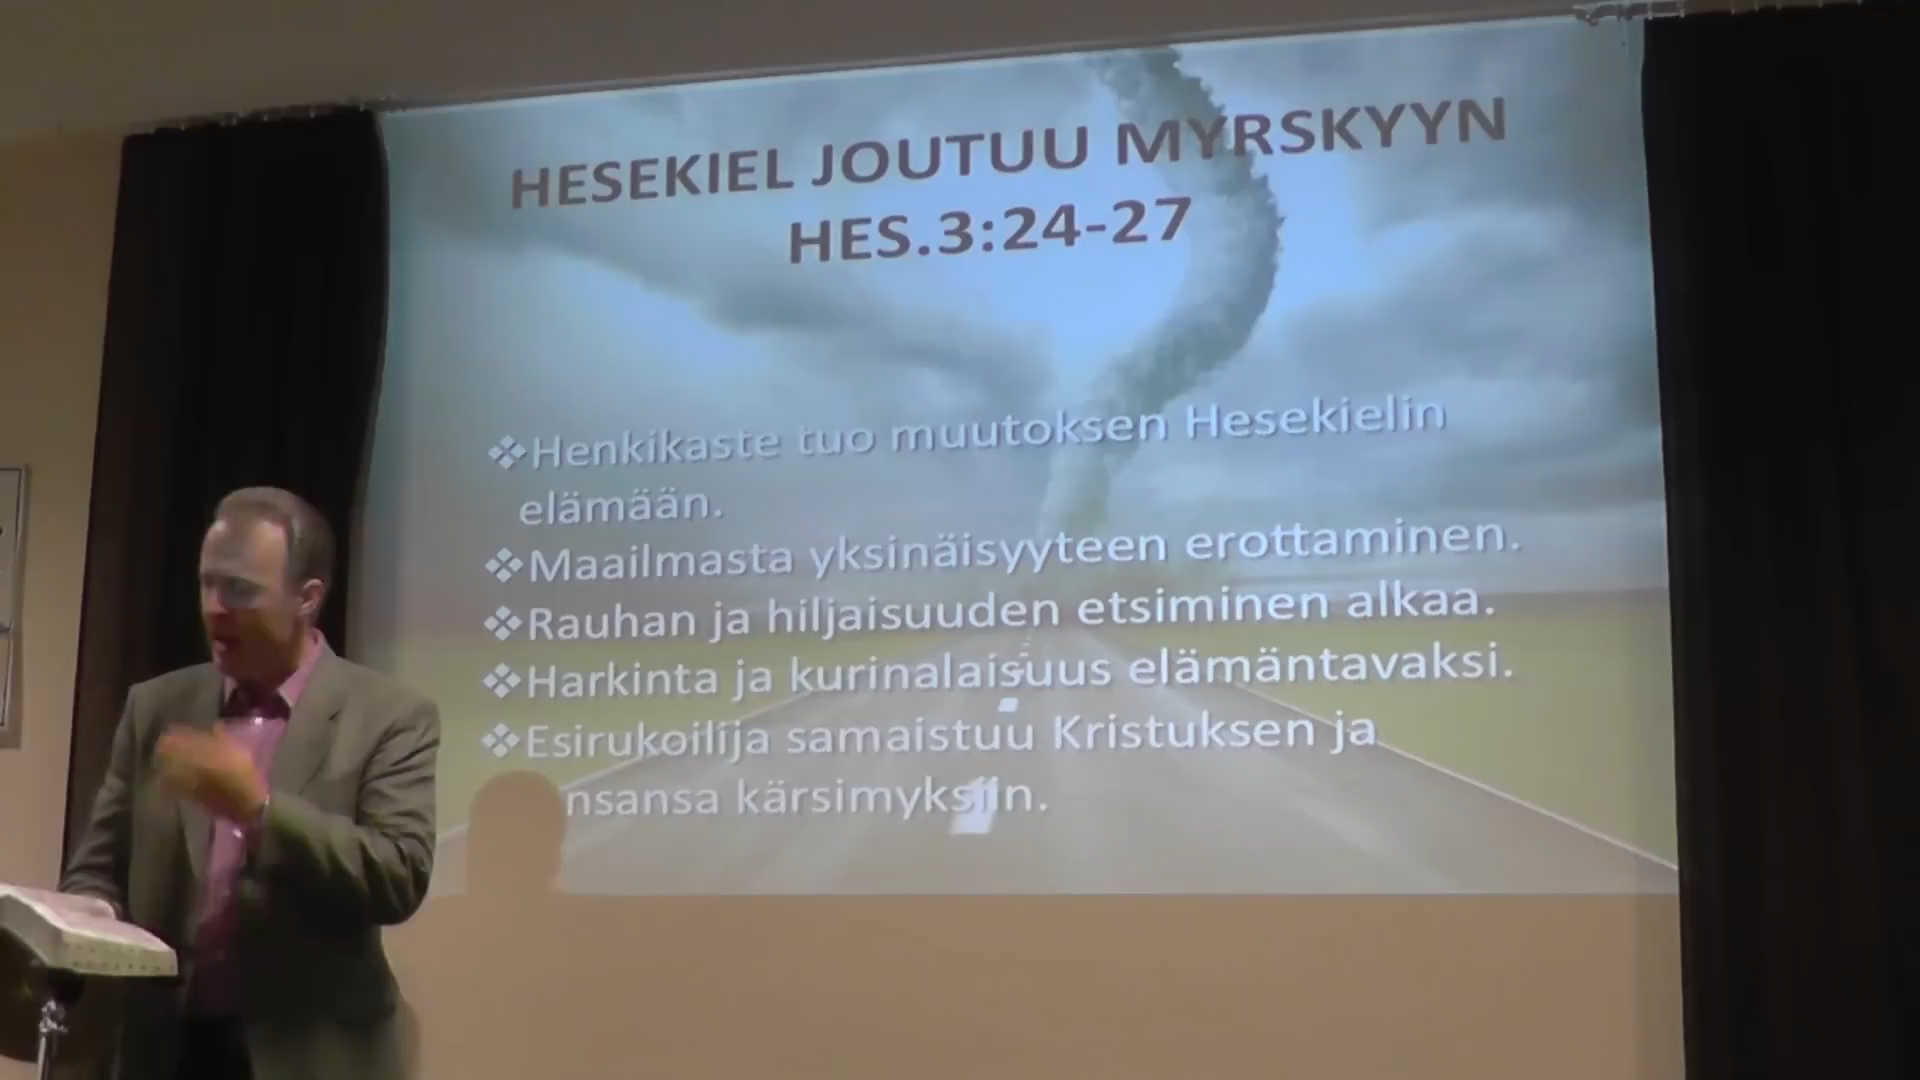 HESEKIEL JOUTUU MYRSKYYN
HES.3:24-27
❖Henkikaste tuo muutoksen Hesekielin
elämään.
❖Maailmasta yksinäisyyteen erottaminen.
❖Rauhan ja hiljaisuuden etsiminen alkaa.
❖Harkinta ja kurinalaisuus elämäntavaksi.
❖Esirukoilija samaistuu Kristuksen ja
nsansa kärsimyksiin.